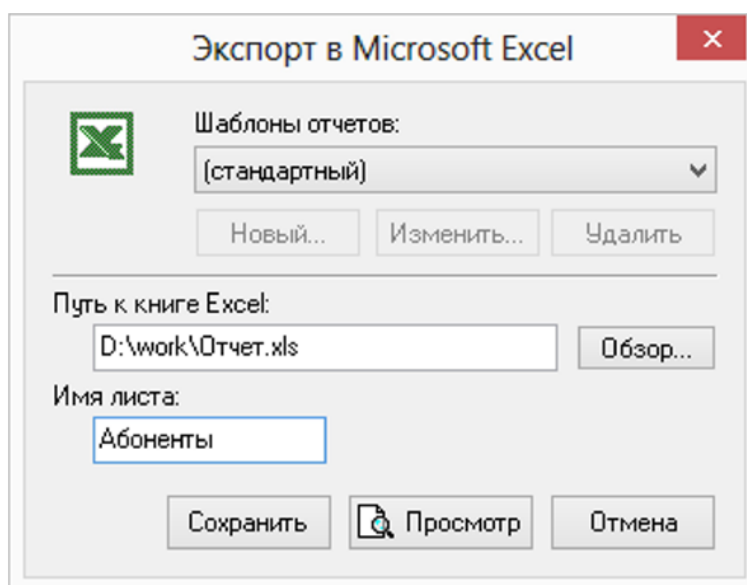 Экспорт в Microsoft Excel
Шаблоны отчетов:
(стандартный)
Новый... Изменить... Удалить
Путь к книге Excel:
D:\work\Отчет.xls Обзор...
Имя листа:
Абоненты
Сохранить Просмотр Отмена